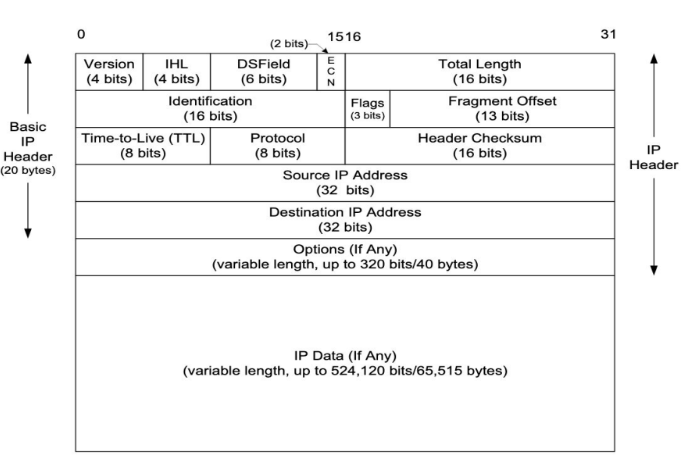 0 1516 31
(2 bits)
Version IHL DSField E Total Length
(4 bits) (4 bits) (6 bits) C (16 bits)
N
Identification Flags Fragment Offset
(16 bits) (3 bits) (13 bits)
Basic
IP
Header
(20 bytes)
Time-to-Live (TTL) Protocol Header Checksum
(8 bits) (8 bits) (16 bits)
IP
Header
Source IP Address
(32 bits)
Destination IP Address
(32 bits)
Options (If Any)
(variable length, up to 320 bits/40 bytes)
IP Data (If Any)
(variable length, up to 524,120 bits/65,515 bytes)